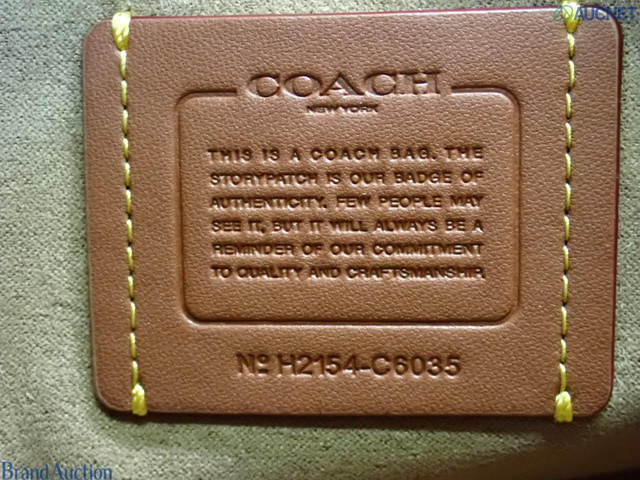 AUCNET
COACH
NEW YORK
THIS IS A COACH BAG. THE
STORYPATCH IS OUR BADGE OF
AUTHENTICITY. FEW PEOPLE MAY
SEE IT, BUT IT WILL ALWAYS BE A
REMINDER OF OUR COMMITMENT
TO QUALITY AND CRAFTSMANSHIP.
Nº H2154-C6035
Brand Auction